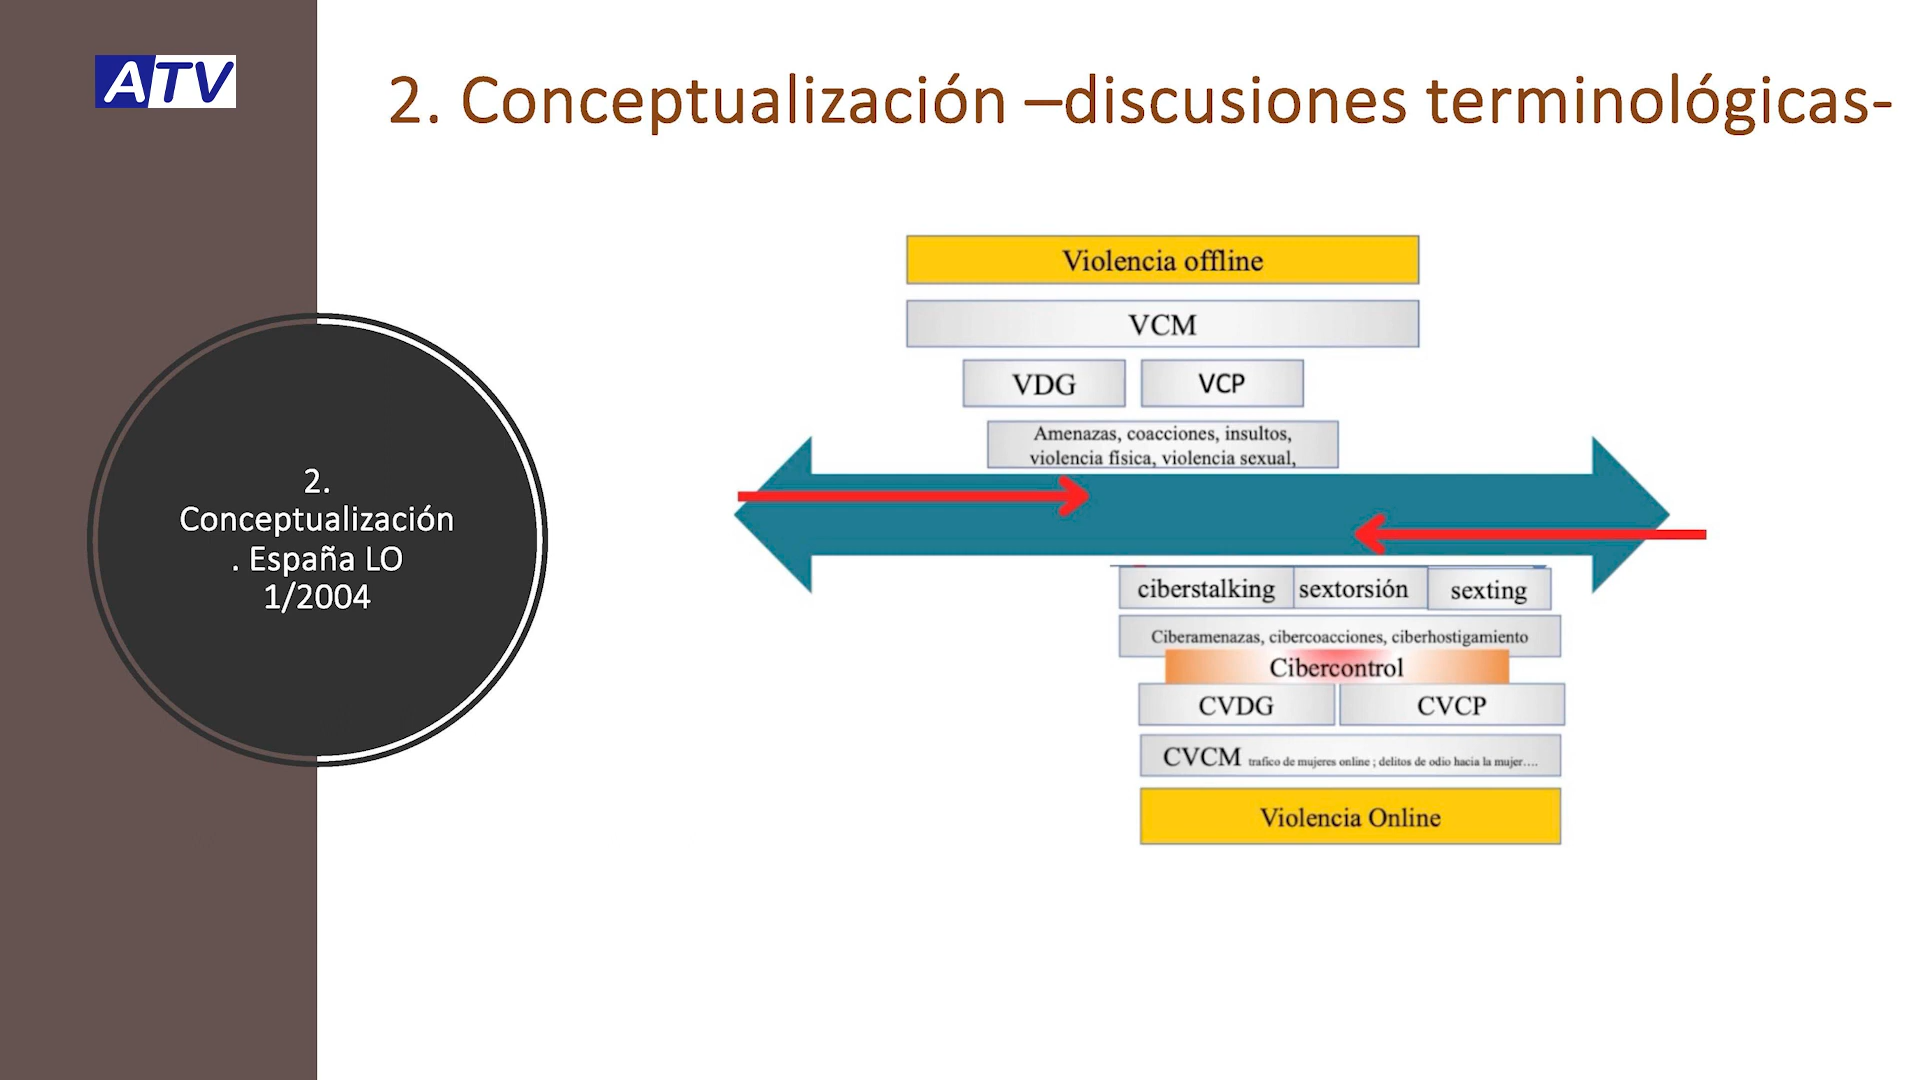 ATV
2. Conceptualización –discusiones terminológicas-
2.
Conceptualización
. España LO
1/2004
Violencia offline
VCM
VDG
VCP
Amenazas, coacciones, insultos,
violencia física, violencia sexual,
ciberstalking
sextorsión
sexting
Ciberamenazas, cibercoacciones, ciberhostigamiento
Cibercontrol
CVDG
CVCP
CVCM trafico de mujeres online ; delitos de odio hacia la mujer....
Violencia Online